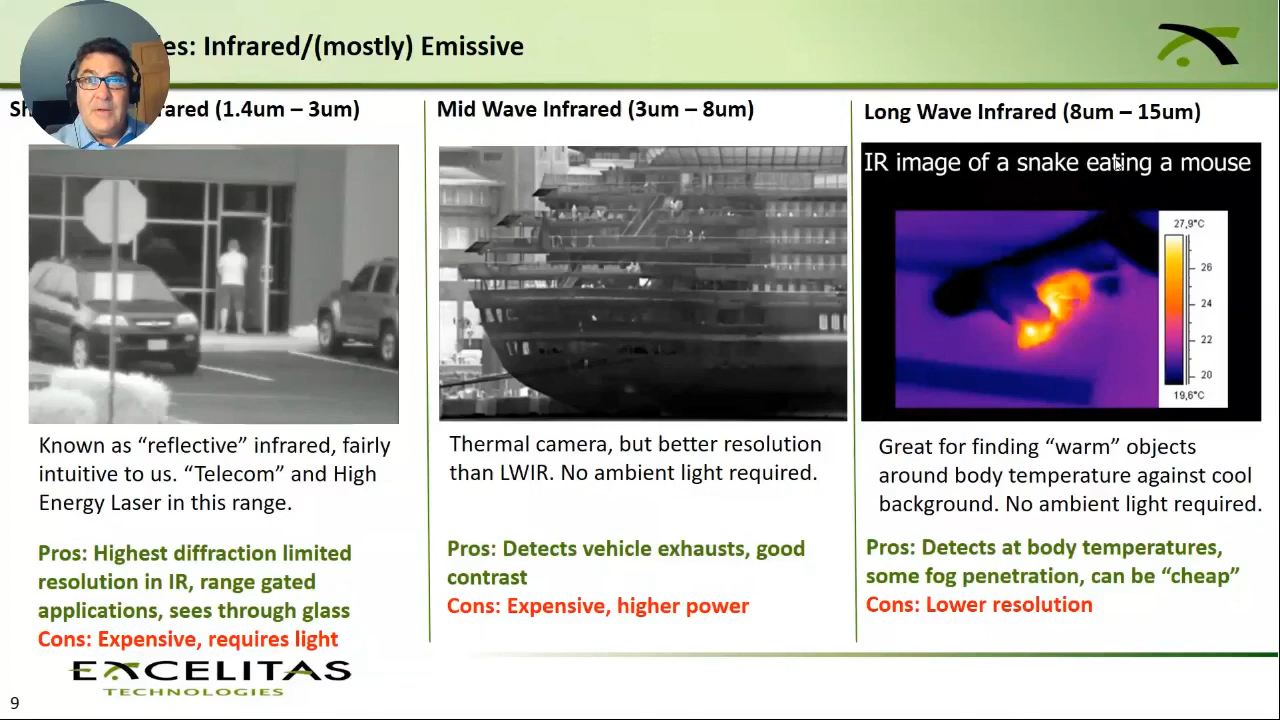 es: Infrared/(mostly) Emissive
Sh rared (1.4um – 3um)
Known as “reflective” infrared, fairly
intuitive to us. “Telecom” and High
Energy Laser in this range.
Pros: Highest diffraction limited
resolution in IR, range gated
applications, sees through glass
Cons: Expensive, requires light
Mid Wave Infrared (3um – 8um)
Thermal camera, but better resolution
than LWIR. No ambient light required.
Pros: Detects vehicle exhausts, good
contrast
Cons: Expensive, higher power
Long Wave Infrared (8um – 15um)
IR image of a snake eating a mouse
27,9°C
26
24
22
20
19,6°C
Great for finding “warm” objects
around body temperature against cool
background. No ambient light required.
Pros: Detects at body temperatures,
some fog penetration, can be “cheap”
Cons: Lower resolution
EXCELITAS
TECHNOLOGIES
9